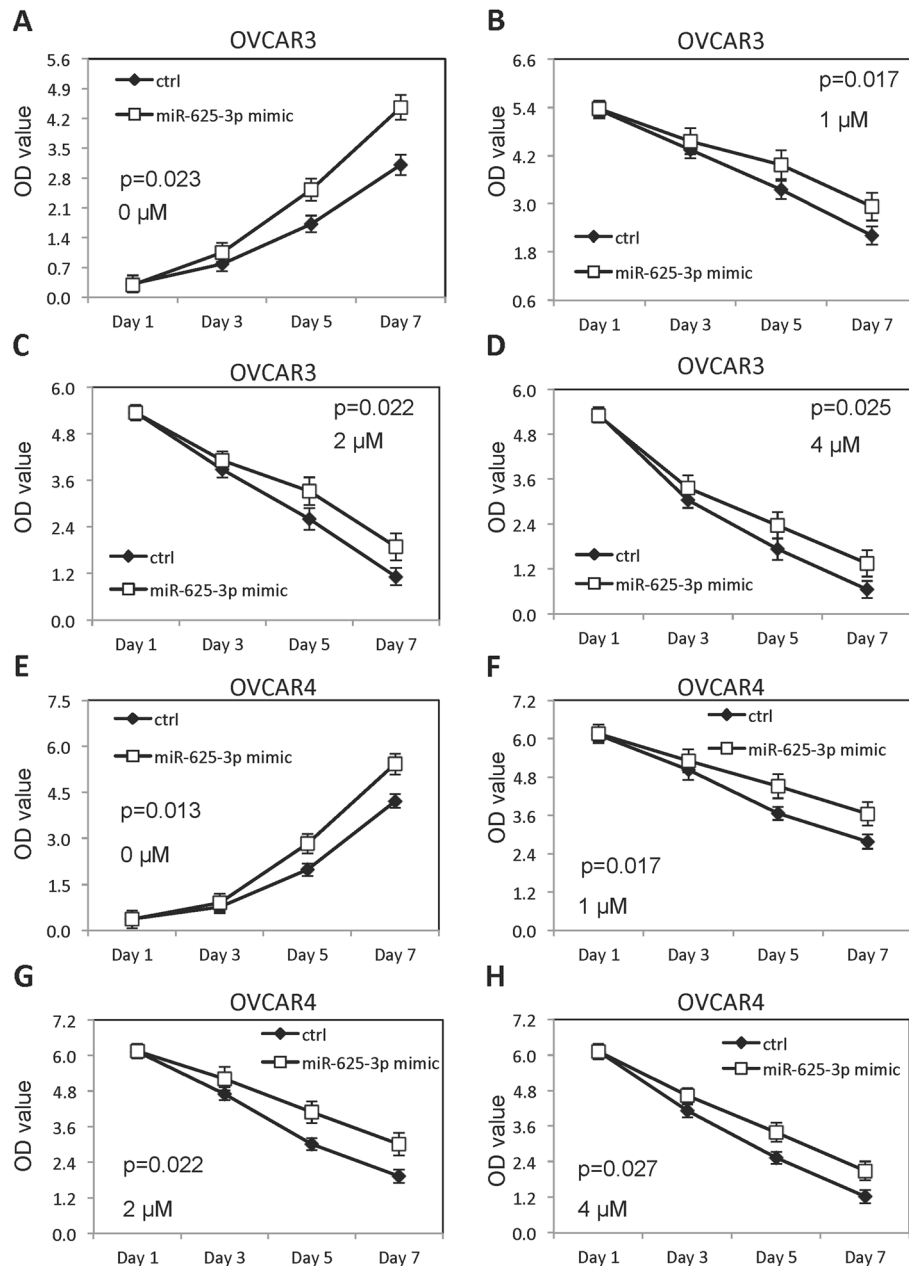 A
OVCAR3
OD value
5.6
4.9
4.2
3.5
2.8
2.1
1.4
0.7
0.0
ctrl
miR-625-3p mimic
p=0.023
0 µM
Day 1 Day 3 Day 5 Day 7
B
OVCAR3
OD value
6.6
5.4
4.2
3.0
1.8
0.6
p=0.017
1 µM
ctrl
miR-625-3p mimic
Day 1 Day 3 Day 5 Day 7
C
OVCAR3
OD value
6.0
4.8
3.6
2.4
1.2
0.0
p=0.022
2 µM
ctrl
miR-625-3p mimic
Day 1 Day 3 Day 5 Day 7
D
OVCAR3
OD value
6.0
4.8
3.6
2.4
1.2
0.0
p=0.025
4 µM
ctrl
miR-625-3p mimic
Day 1 Day 3 Day 5 Day 7
E
OVCAR4
OD value
7.5
6.0
4.5
3.0
1.5
0.0
ctrl
miR-625-3p mimic
p=0.013
0 µM
Day 1 Day 3 Day 5 Day 7
F
OVCAR4
OD value
7.2
6.0
4.8
3.6
2.4
1.2
0.0
ctrl
miR-625-3p mimic
p=0.017
1 µM
Day 1 Day 3 Day 5 Day 7
G
OVCAR4
OD value
7.2
6.0
4.8
3.6
2.4
1.2
0.0
ctrl
miR-625-3p mimic
p=0.022
2 µM
Day 1 Day 3 Day 5 Day 7
H
OVCAR4
OD value
7.2
6.0
4.8
3.6
2.4
1.2
0.0
ctrl
miR-625-3p mimic
p=0.027
4 µM
Day 1 Day 3 Day 5 Day 7